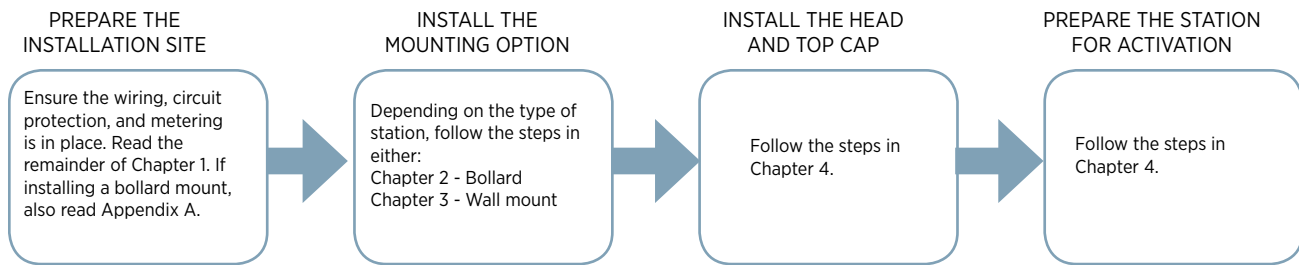 PREPARE THE
INSTALLATION SITE
Ensure the wiring, circuit
protection, and metering
is in place. Read the
remainder of Chapter 1. If
installing a bollard mount,
also read Appendix A.
INSTALL THE
MOUNTING OPTION
Depending on the type of
station, follow the steps in
either:
Chapter 2 - Bollard
Chapter 3 - Wall mount
INSTALL THE HEAD
AND TOP CAP
Follow the steps in
Chapter 4.
PREPARE THE STATION
FOR ACTIVATION
Follow the steps in
Chapter 4.